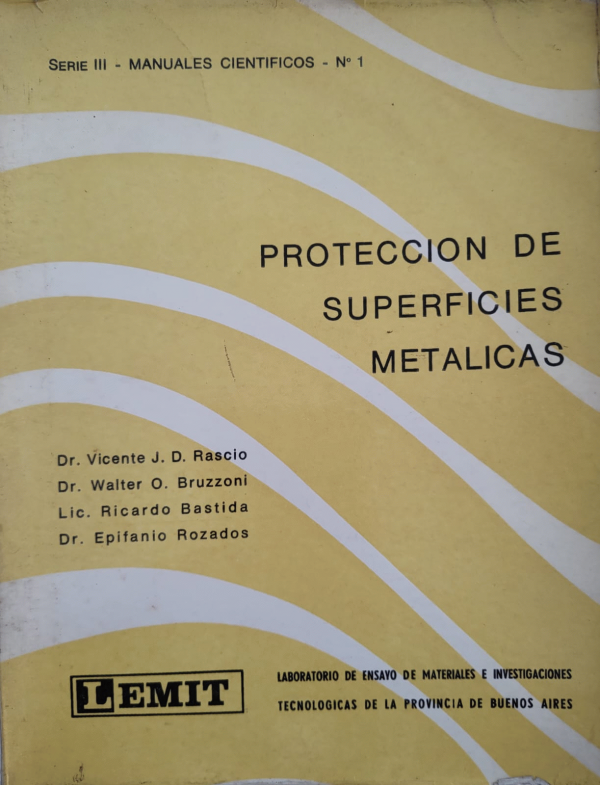 SERIE III - MANUALES CIENTIFICOS - Nº 1
PROTECCION DE
SUPERFICIES
METALICAS
Dr. Vicente J. D. Rascio
Dr. Walter O. Bruzzoni
Lic. Ricardo Bastida
Dr. Epifanio Rozados
LEMIT
LABORATORIO DE ENSAYO DE MATERIALES E INVESTIGACIONES
TECNOLOGICAS DE LA PROVINCIA DE BUENOS AIRES